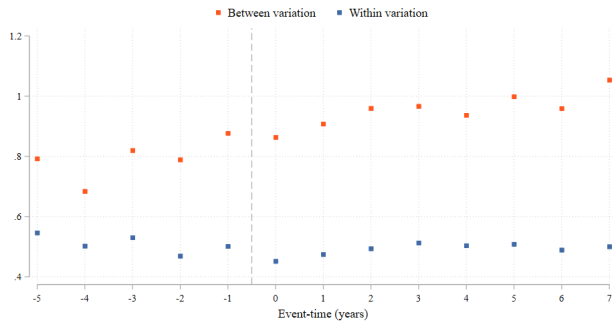 Between variation Within variation
1.2
1
.8
.6
.4
-5 -4 -3 -2 -1 0 1 2 3 4 5 6 7
Event-time (years)